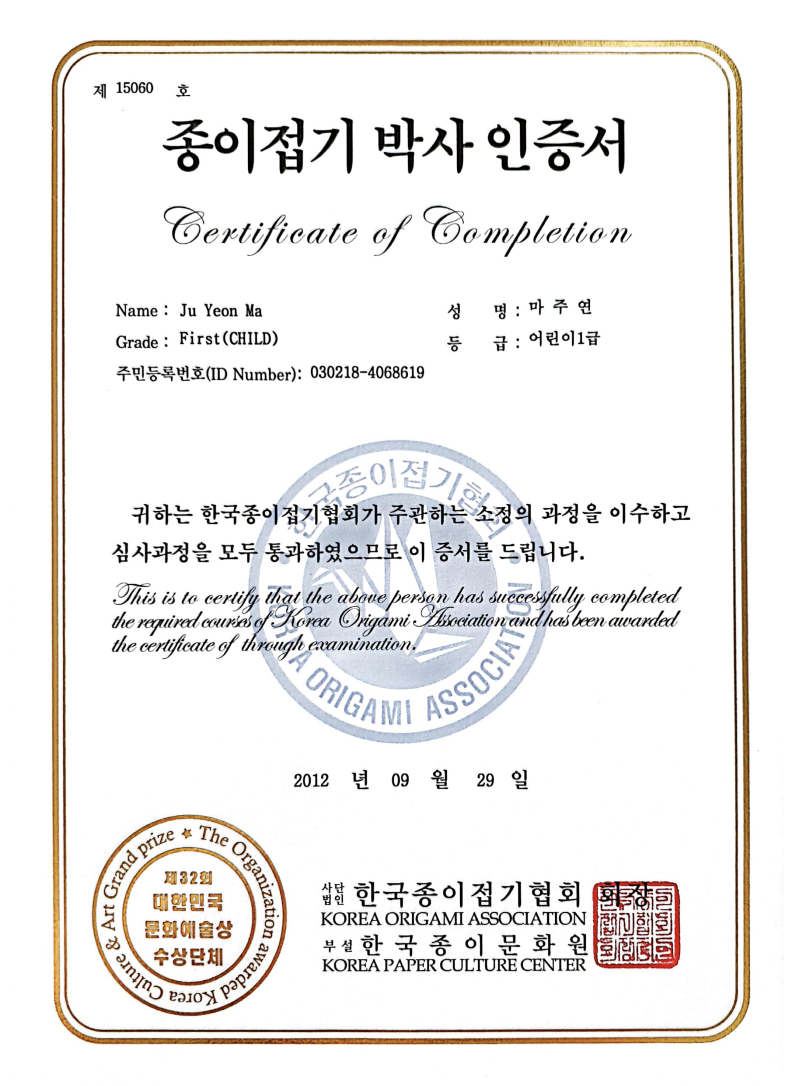 제 15060 호
종이접기 박사 인증서
Certificate of Completion
Name : Ju Yeon Ma 성 명 : 마 주 연
Grade : First(CHILD) 등 급 : 어린이1급
주민등록번호(ID Number): 030218-4068619
한국종이접기협회
귀하는 한국종이접기협회가 주관하는 소정의 과정을 이수하고
심사과정을 모두 통과하였으므로 이 증서를 드립니다.
This is to certify that the above person has successfully completed
the required courses of Korea Origami Association and has been awarded
the certificate of through examination.
KOREA ORIGAMI ASSOCIATION
2012 년 09 월 29 일
The Organization awarded Korea Culture & Art Grand prize
제32회
대한민국
문화예술상
수상단체
사단법인 한국종이접기협회 회장
KOREA ORIGAMI ASSOCIATION
부설 한국종이문화원
KOREA PAPER CULTURE CENTER